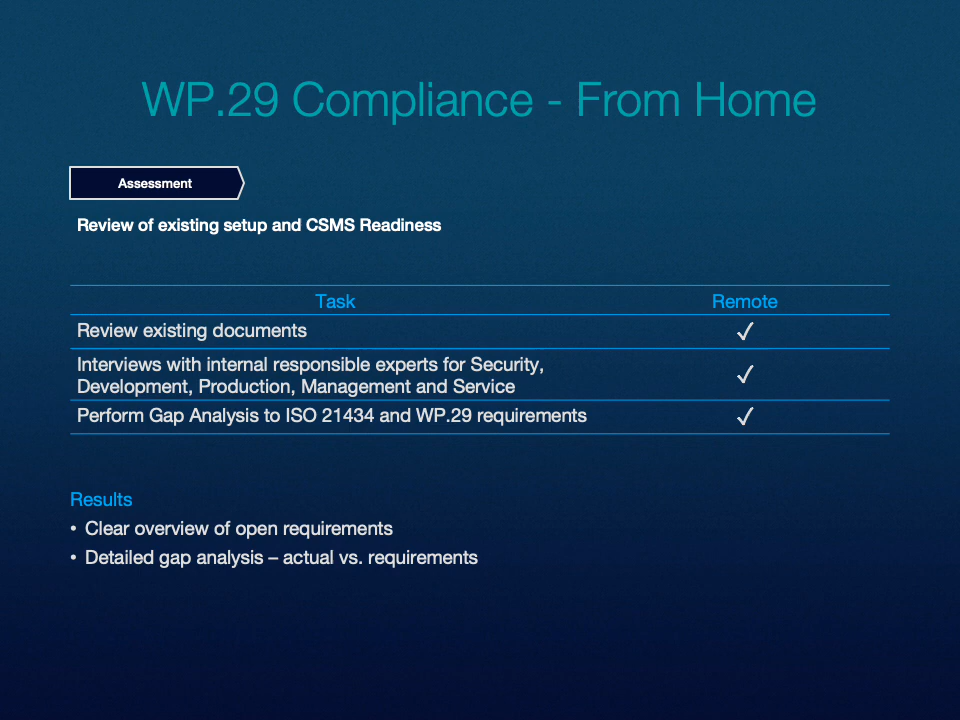 WP.29 Compliance - From Home
Assessment
Review of existing setup and CSMS Readiness
Task Remote
Review existing documents ✓
Interviews with internal responsible experts for Security,
Development, Production, Management and Service ✓
Perform Gap Analysis to ISO 21434 and WP.29 requirements ✓
Results
• Clear overview of open requirements
• Detailed gap analysis – actual vs. requirements